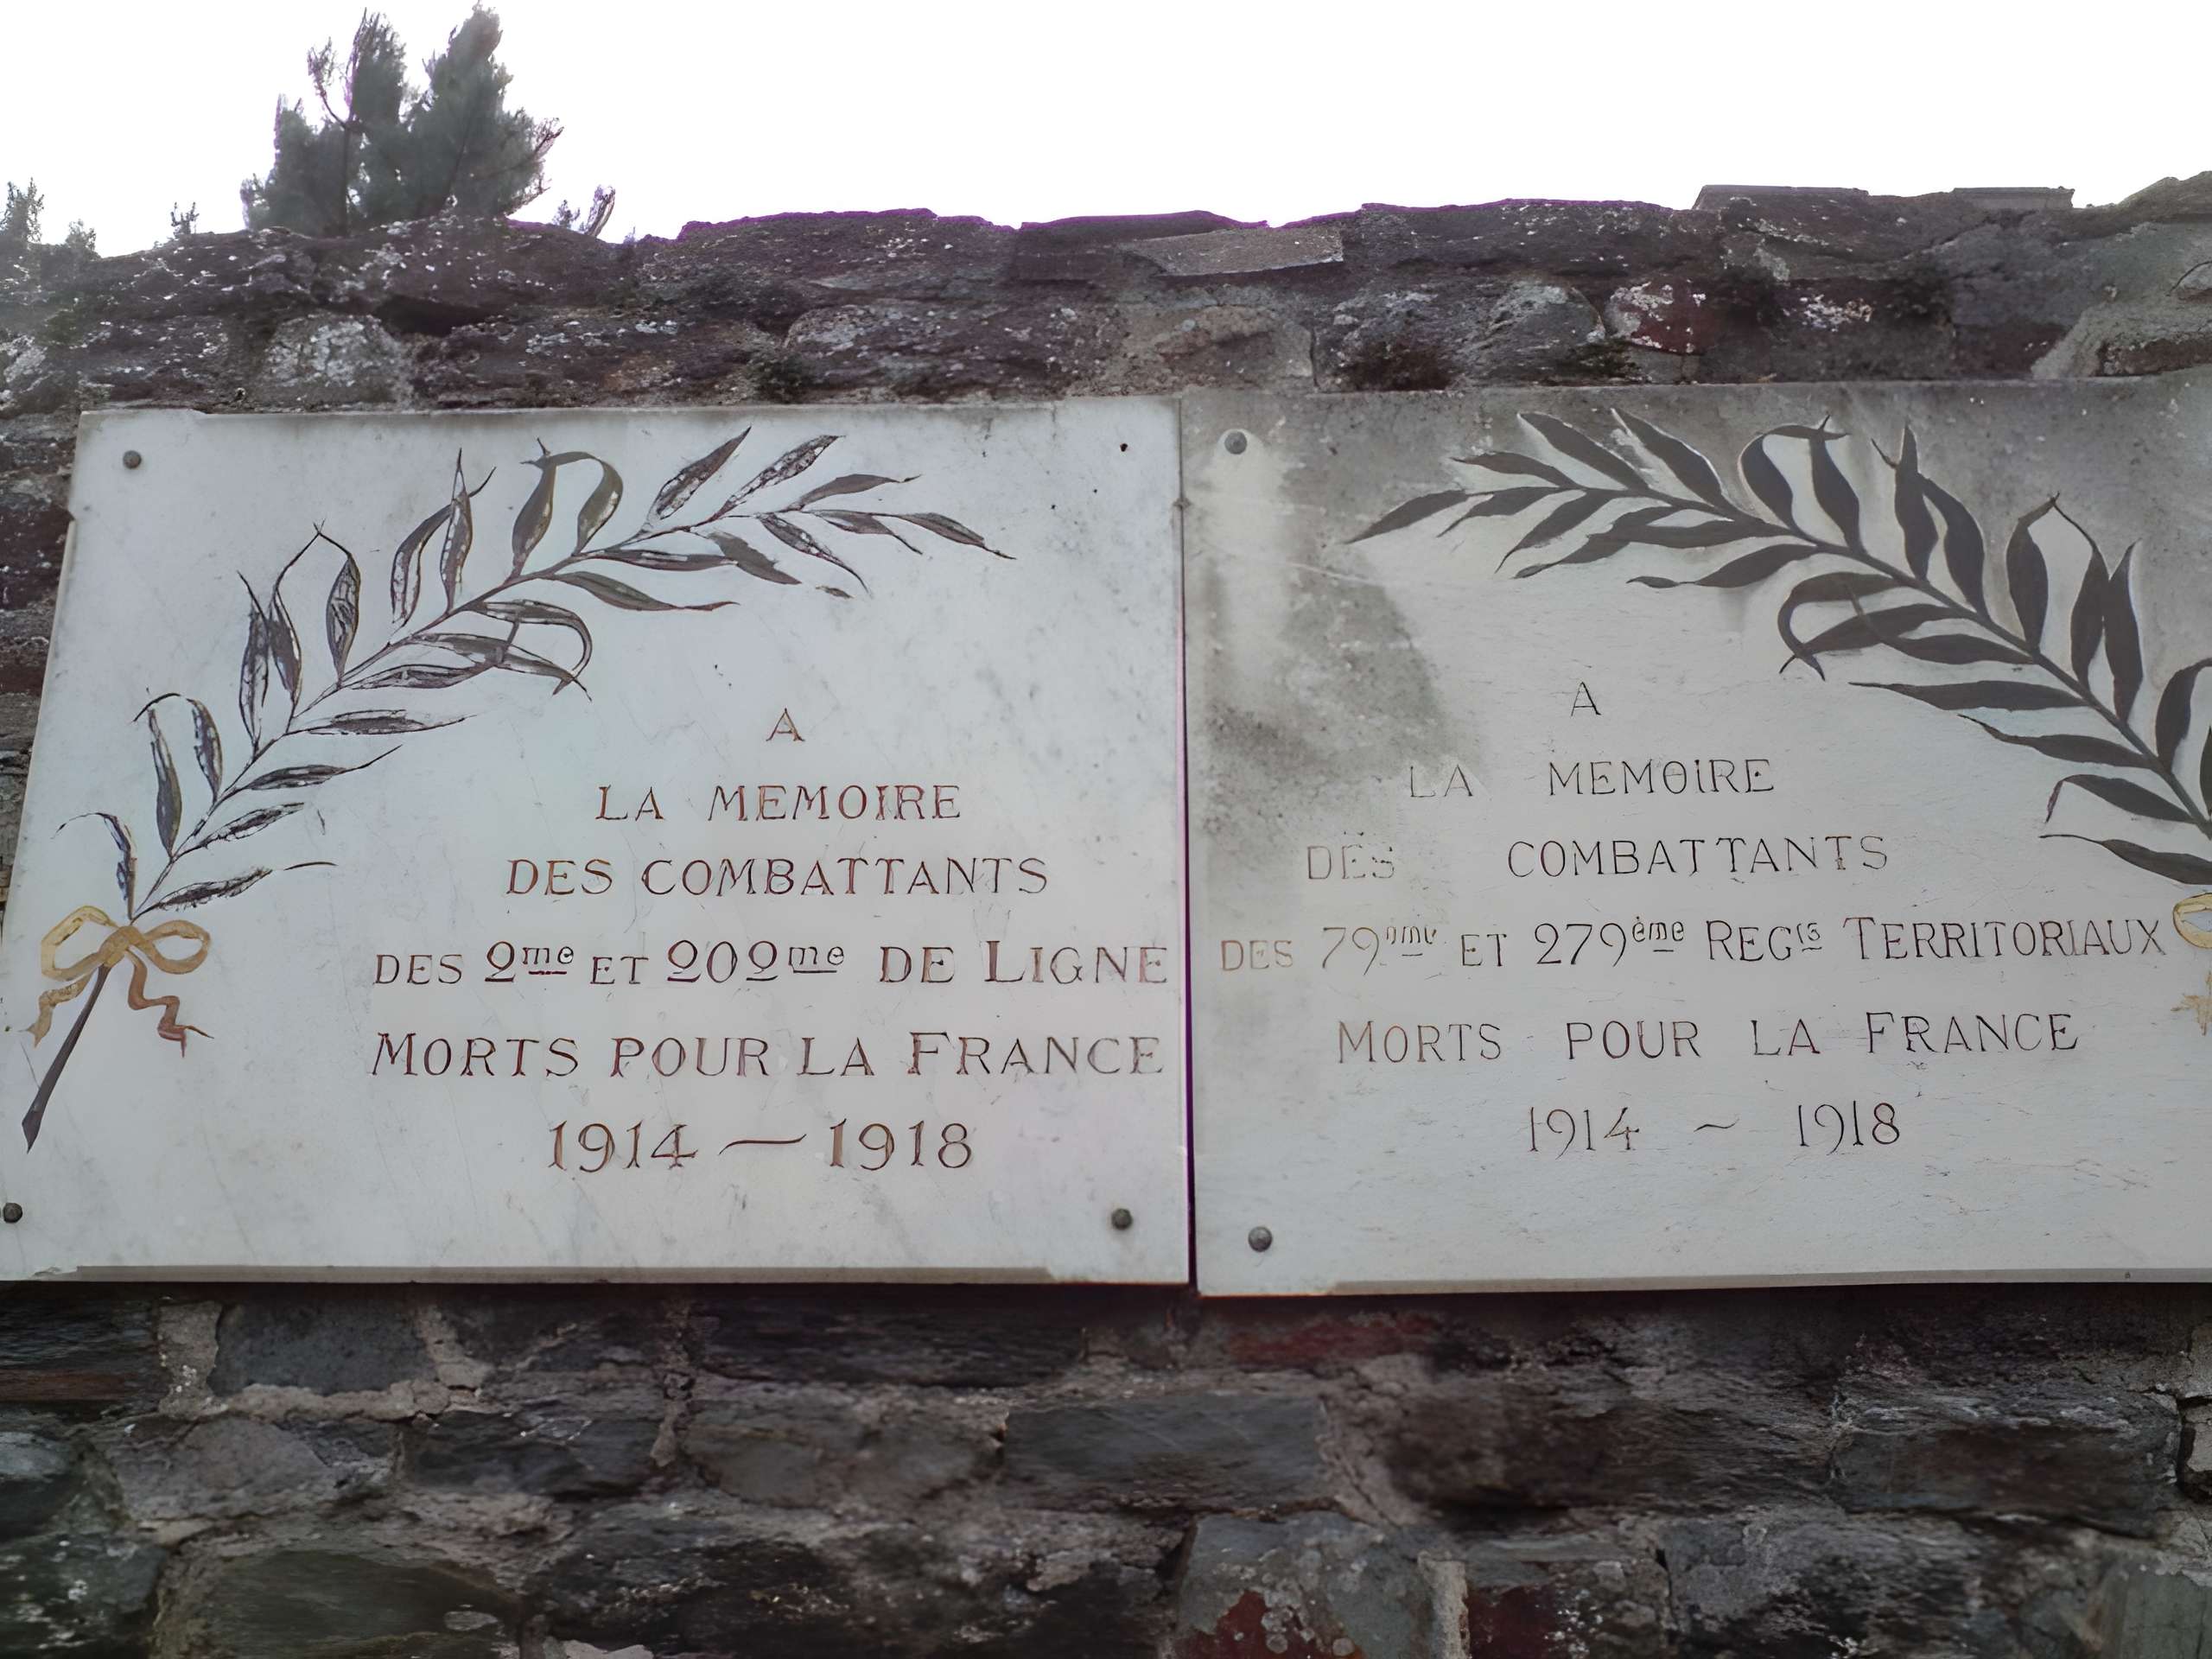 A
LA MEMOIRE
DES COMBATTANTS
DES 2me ET 202me DE LIGNE
MORTS POUR LA FRANCE
1914 ~ 1918
A
LA MEMOIRE
DES COMBATTANTS
DES 79ème ET 279ème REGts TERRITORIAUX
MORTS POUR LA FRANCE
1914 ~ 1918